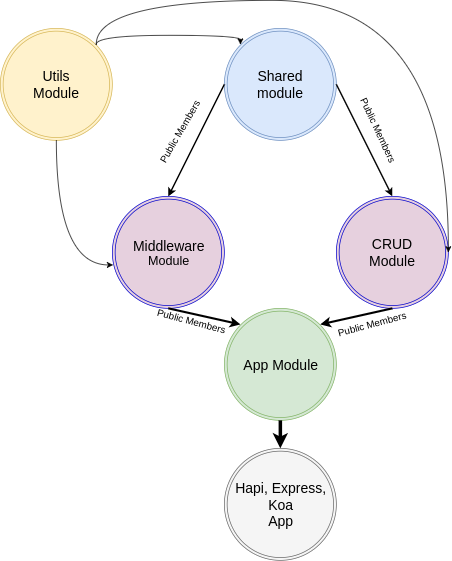 Utils
Module
Shared
module
Public Members
Public Members
Middleware
Module
CRUD
Module
Public Members
Public Members
App Module
Hapi, Express,
Koa
App